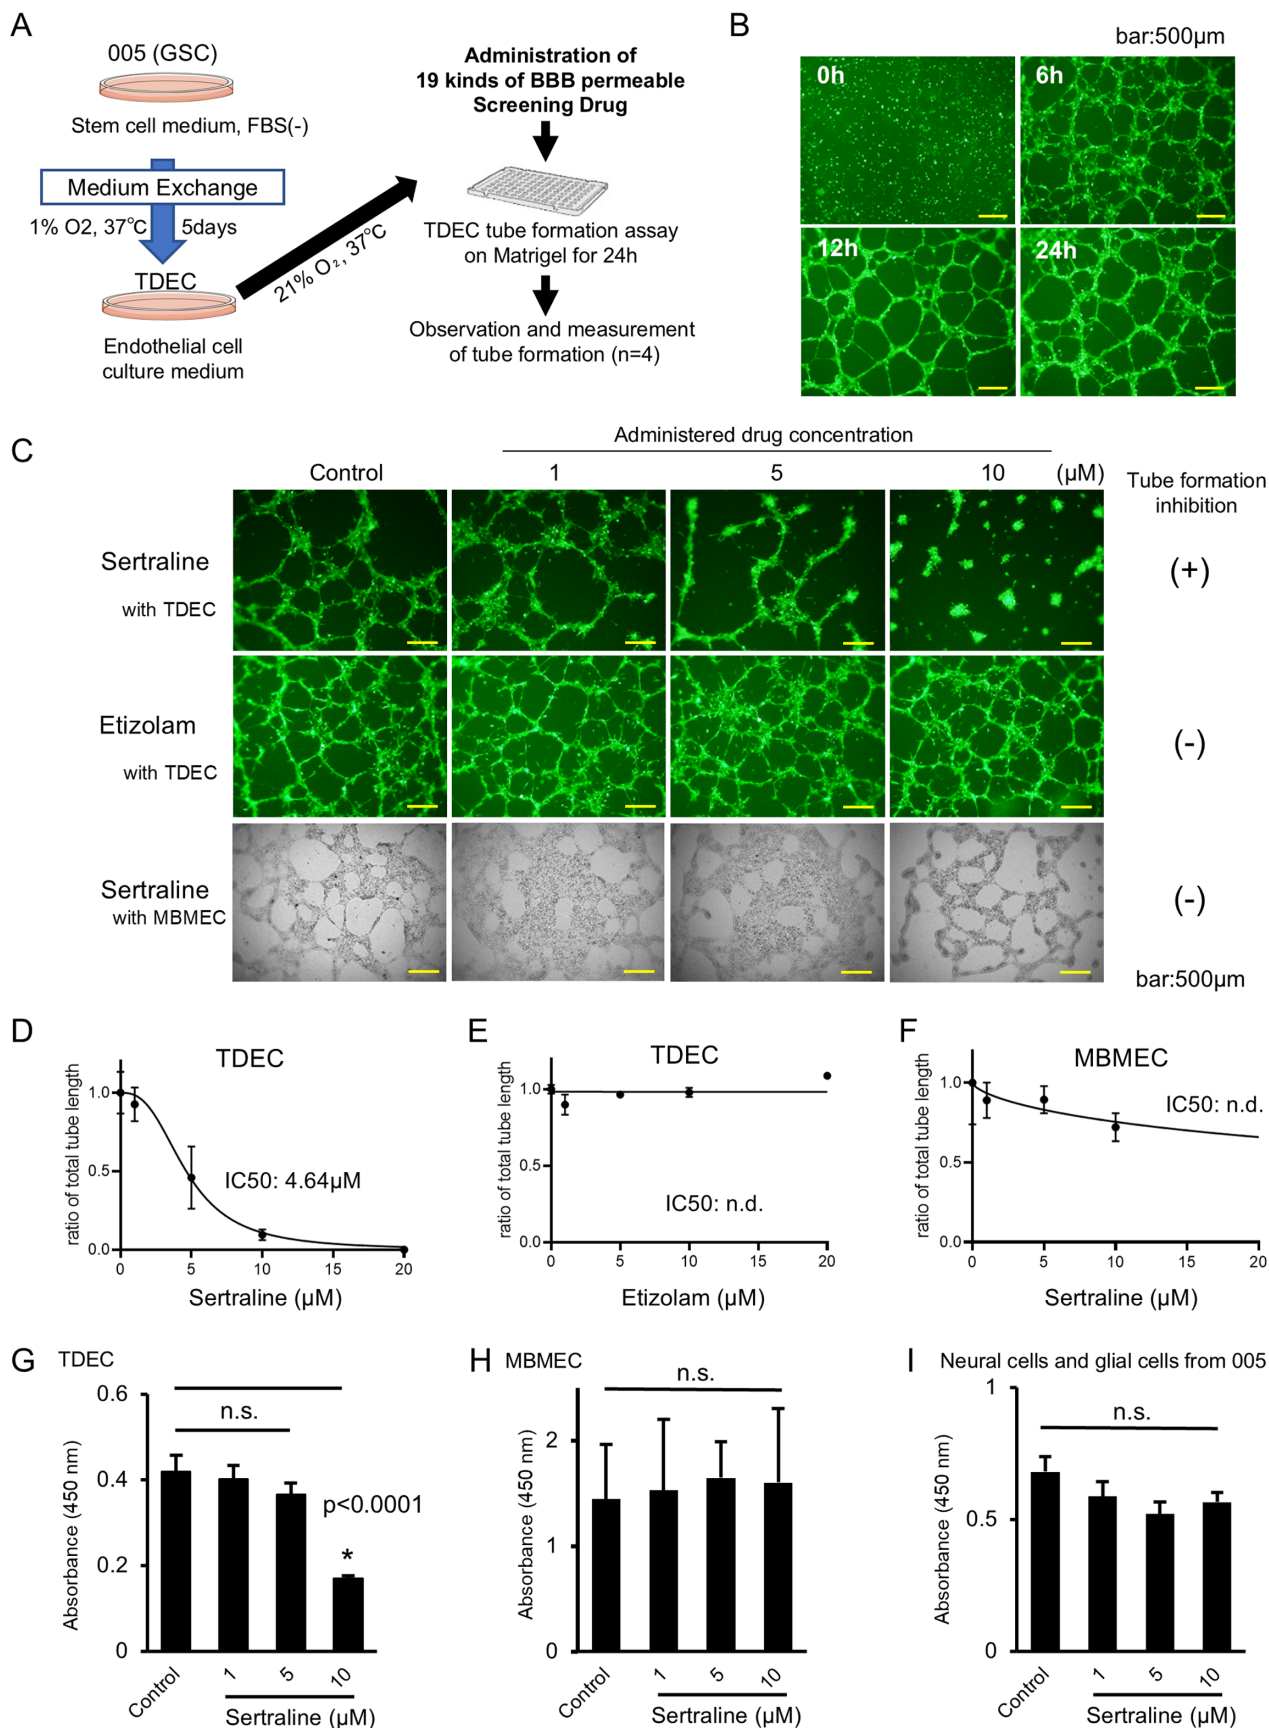 A
005 (GSC)
Stem cell medium, FBS(-)
Medium Exchange
1% O2, 37℃
5days
TDEC
Endothelial cell
culture medium
21% O₂, 37℃
Administration of
19 kinds of BBB permeable
Screening Drug
TDEC tube formation assay
on Matrigel for 24h
Observation and measurement
of tube formation (n=4)
B
bar:500μm
0h
6h
12h
24h
C
Administered drug concentration
Control
1
5
10
(μM)
Tube formation
inhibition
Sertraline
with TDEC
(+)
Etizolam
with TDEC
(-)
Sertraline
with MBMEC
(-)
bar:500μm
D
TDEC
ratio of total tube length
1.0
0.5
0.0
IC50: 4.64μM
0
5
10
15
20
Sertraline (μM)
E
TDEC
ratio of total tube length
1.0
0.5
0.0
IC50: n.d.
0
5
10
15
20
Etizolam (μM)
F
MBMEC
ratio of total tube length
1.0
0.5
0.0
IC50: n.d.
0
5
10
15
20
Sertraline (μM)
G
TDEC
Absorbance (450 nm)
0.6
0.4
0.2
0
n.s.
p<0.0001
*
Control
1
5
10
Sertraline (μM)
H
MBMEC
Absorbance (450 nm)
2
1
0
n.s.
Control
1
5
10
Sertraline (μM)
I
Neural cells and glial cells from 005
Absorbance (450 nm)
1
0.5
0
n.s.
Control
1
5
10
Sertraline (μM)